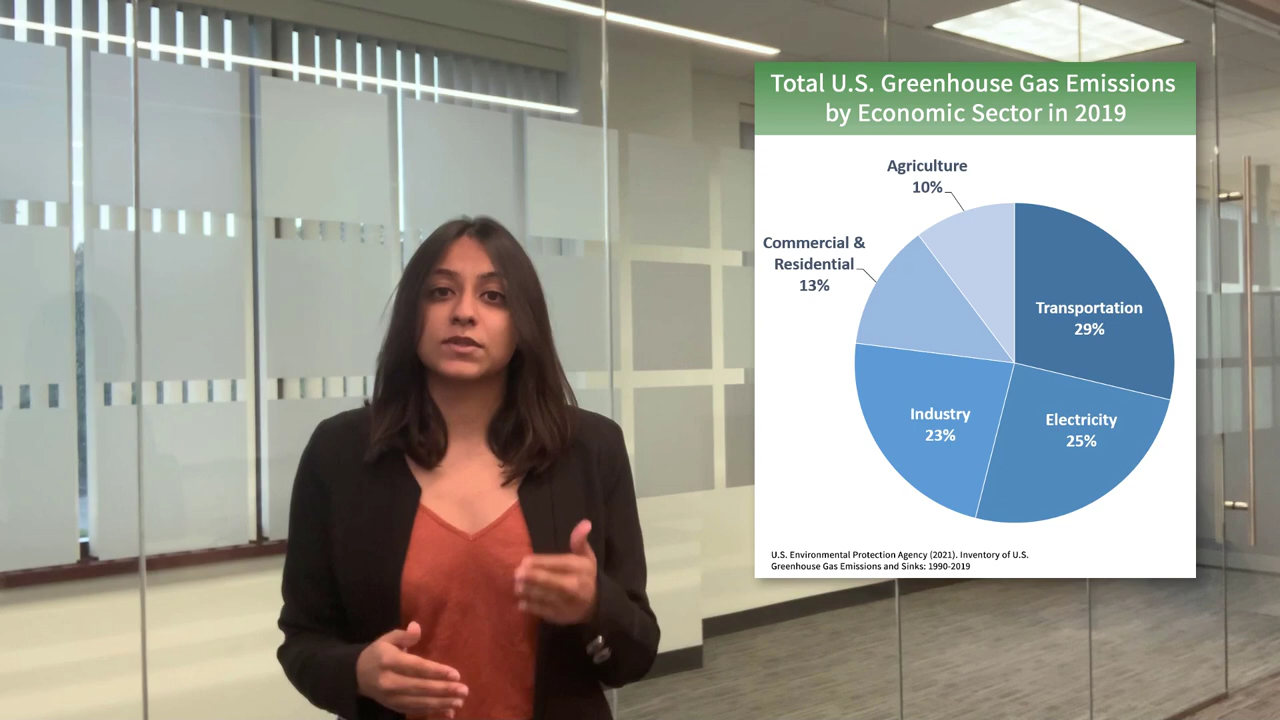 Total U.S. Greenhouse Gas Emissions
by Economic Sector in 2019
Agriculture
10%
Commercial &
Residential
13%
Transportation
29%
Industry
23%
Electricity
25%
U.S. Environmental Protection Agency (2021). Inventory of U.S.
Greenhouse Gas Emissions and Sinks: 1990-2019